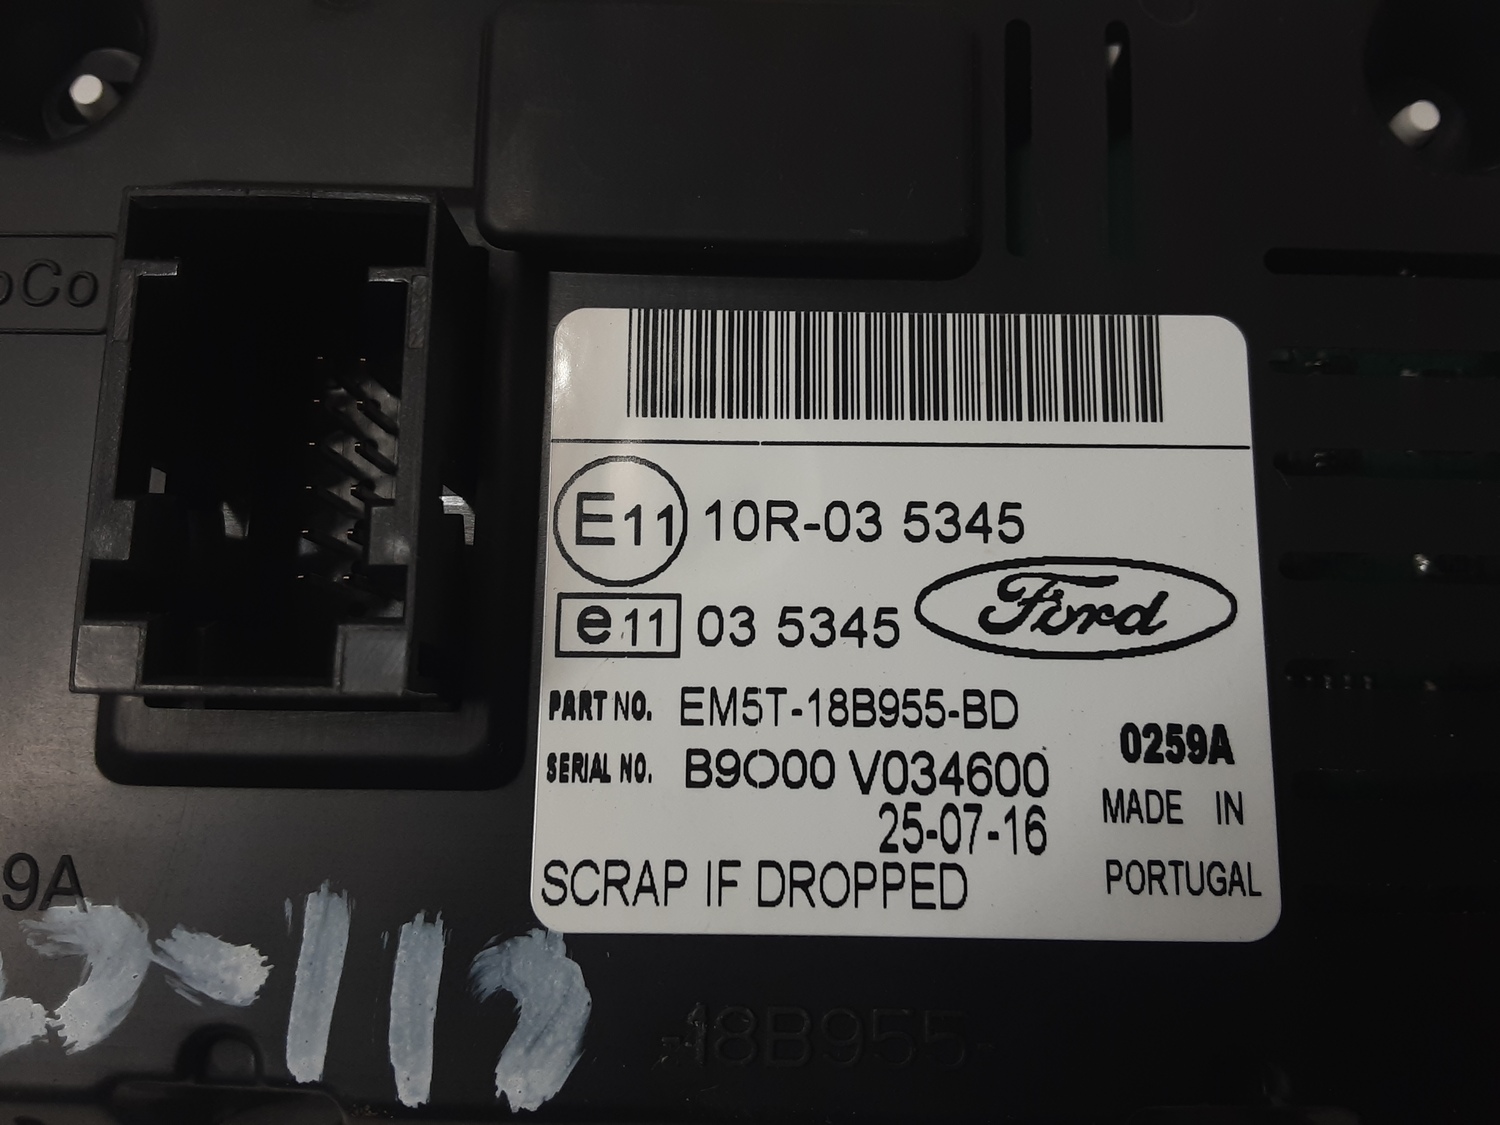 E11 10R-03 5345
e11 03 5345 Ford
PART NO. EM5T-18B955-BD
SERIAL NO. B9000 V034600
0259A
25-07-16
MADE IN
PORTUGAL
SCRAP IF DROPPED
9A
-18B955-